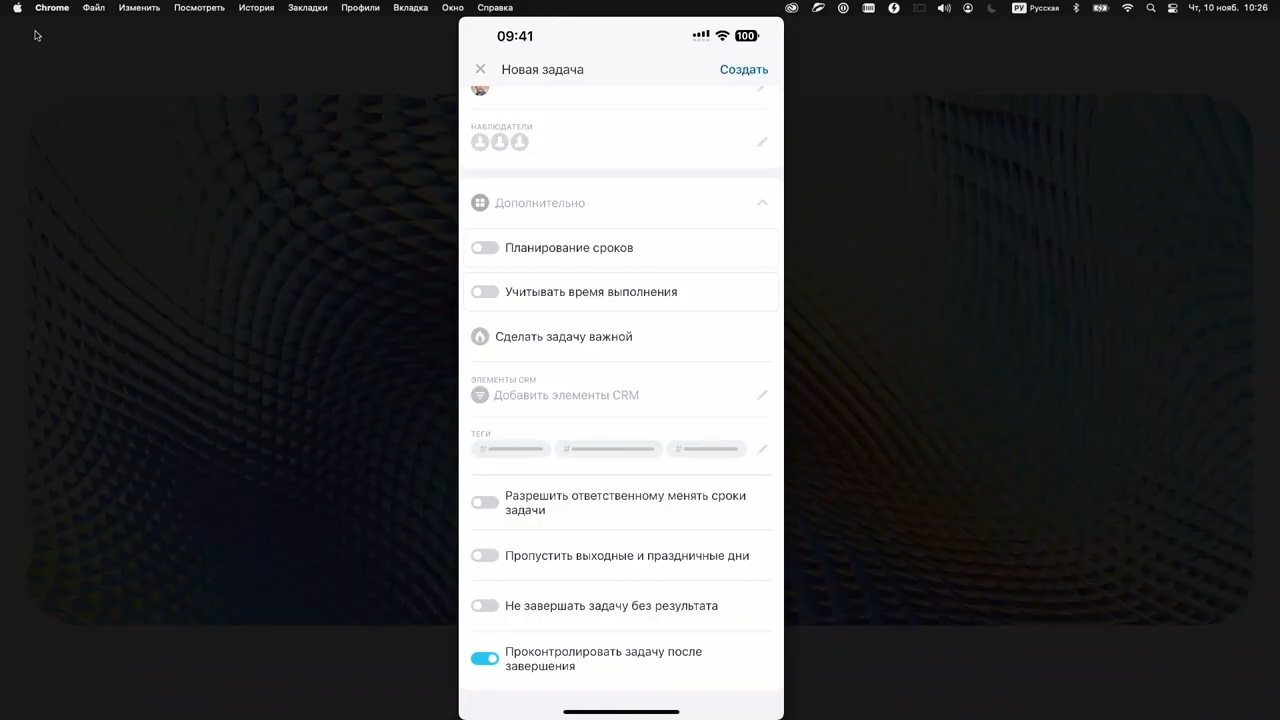 Chrome Файл Изменить Посмотреть История Закладки Профили Вкладка Окно Справка РУ Русская Чт, 10 нояб. 10:26
09:41 100
Новая задача Создать
НАБЛЮДАТЕЛИ
Дополнительно
Планирование сроков
Учитывать время выполнения
Сделать задачу важной
ЭЛЕМЕНТЫ CRM
Добавить элементы CRM
ТЕГИ
# # #
Разрешить ответственному менять сроки
задачи
Пропустить выходные и праздничные дни
Не завершать задачу без результата
Проконтролировать задачу после
завершения